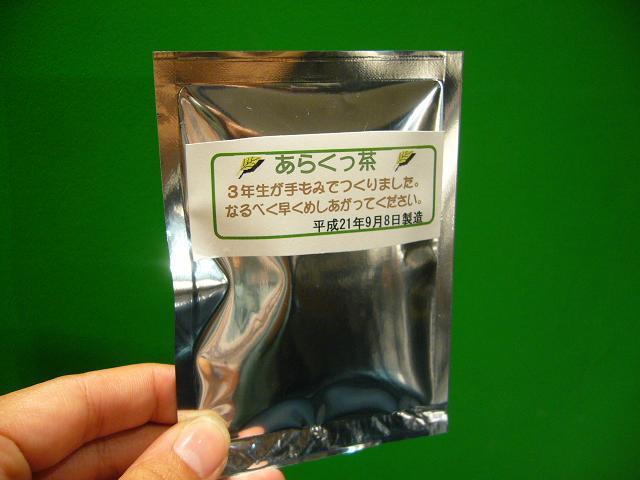 あらくっ茶
3年生が手もみでつくりました。
なるべく早くめしあがってください。
平成21年9月8日製造